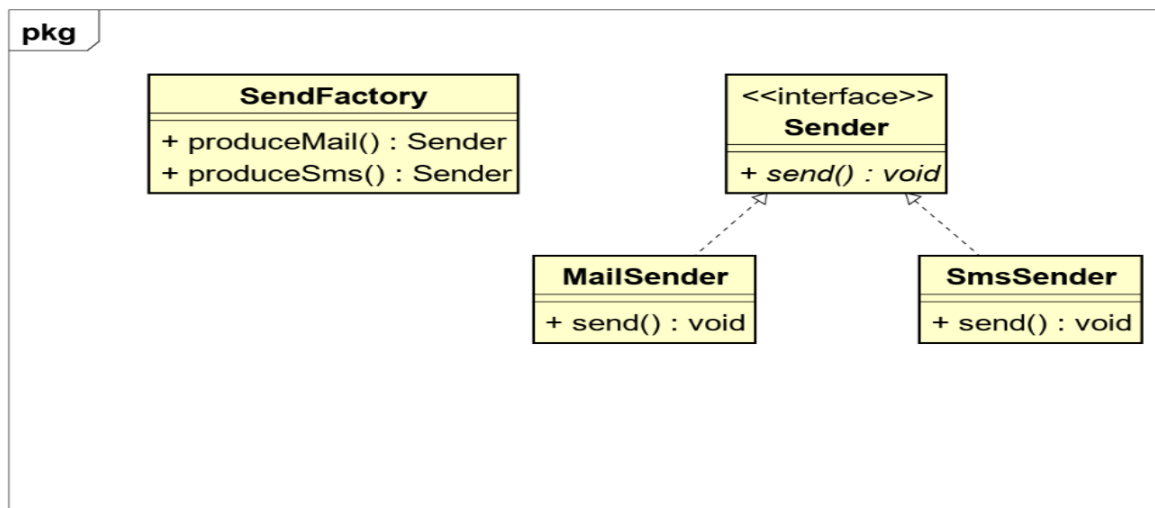 pkg
SendFactory
+ produceMail() : Sender
+ produceSms() : Sender
<<interface>>
Sender
+ send() : void
MailSender
+ send() : void
SmsSender
+ send() : void